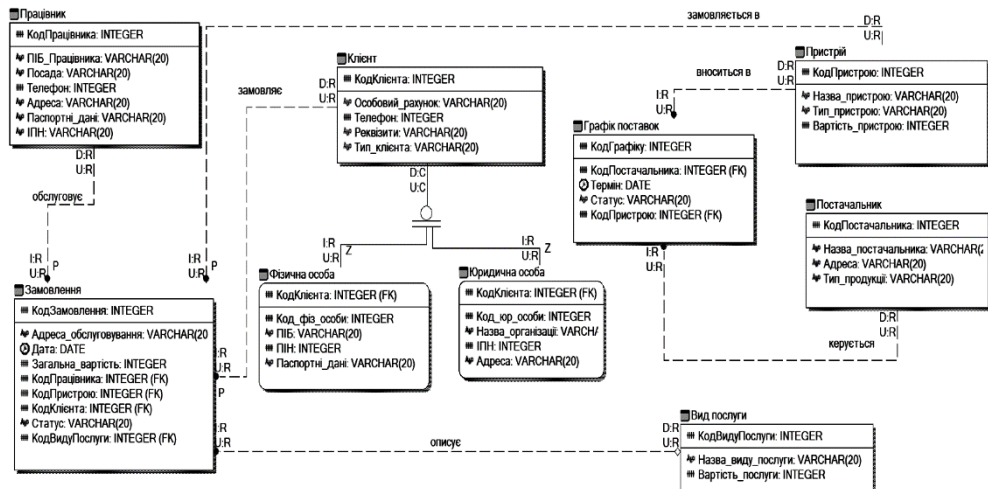 Працівник
КодПрацівника: INTEGER
ПІБ_Працівника: VARCHAR(20)
Посада: VARCHAR(20)
Телефон: INTEGER
Адреса: VARCHAR(20)
Паспортні_дані: VARCHAR(20)
ІПН: VARCHAR(20)
D:R
U:R
обслуговує
I:R
U:R
P
замовляється в
D:R
U:R
I:R
U:R
P
Клієнт
КодКлієнта: INTEGER
Особовий_рахунок: VARCHAR(20)
Телефон: INTEGER
Реквізити: VARCHAR(20)
Тип_клієнта: VARCHAR(20)
D:R
U:R
замовляє
D:C
U:C
I:R
U:R
Z
I:R
U:R
Z
Пристрій
КодПристрою: INTEGER
Назва_пристрою: VARCHAR(20)
Тип_пристрою: VARCHAR(20)
Вартість_пристрою: INTEGER
D:R
U:R
вноситься в
I:R
U:R
Графік поставок
КодГрафіку: INTEGER
КодПостачальника: INTEGER (FK)
Термін: DATE
Статус: VARCHAR(20)
КодПристрою: INTEGER (FK)
I:R
U:R
Постачальник
КодПостачальника: INTEGER
Назва_постачальника: VARCHAR(2
Адреса: VARCHAR(20)
Тип_продукції: VARCHAR(20)
D:R
U:R
керується
Фізична особа
КодКлієнта: INTEGER (FK)
Код_фіз_особи: INTEGER
ПІБ: VARCHAR(20)
ПІН: INTEGER
Паспортні_дані: VARCHAR(20)
Юридична особа
КодКлієнта: INTEGER (FK)
Код_юр_особи: INTEGER
Назва_організації: VARCH
ІПН: INTEGER
Адреса: VARCHAR(20)
Замовлення
КодЗамовлення: INTEGER
Адреса_обслуговування: VARCHAR(20
Дата: DATE
Загальна_вартість: INTEGER
КодПрацівника: INTEGER (FK)
КодПристрою: INTEGER (FK)
КодКлієнта: INTEGER (FK)
Статус: VARCHAR(20)
КодВидуПослуги: INTEGER (FK)
I:R
U:R
P
I:R
U:R
описує
D:R
U:R
Вид послуги
КодВидуПослуги: INTEGER
Назва_виду_послуги: VARCHAR(20)
Вартість_послуги: INTEGER